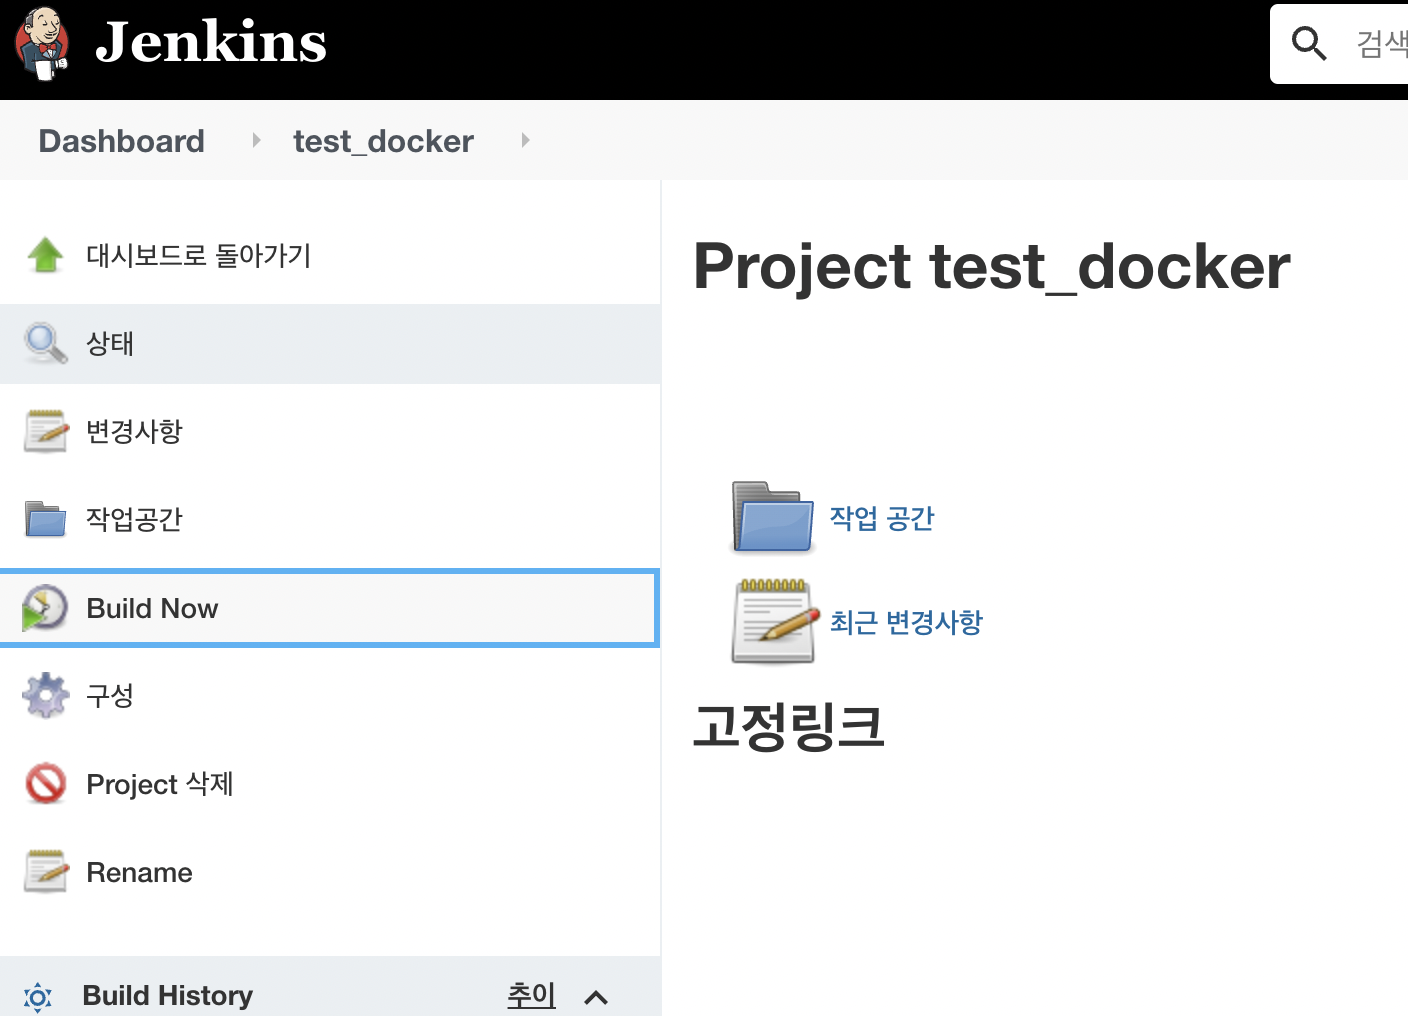 Jenkins
검색
Dashboard
test_docker
대시보드로 돌아가기
상태
변경사항
작업공간
Build Now
구성
Project 삭제
Rename
Build History
추이
Project test_docker
작업 공간
최근 변경사항
고정링크